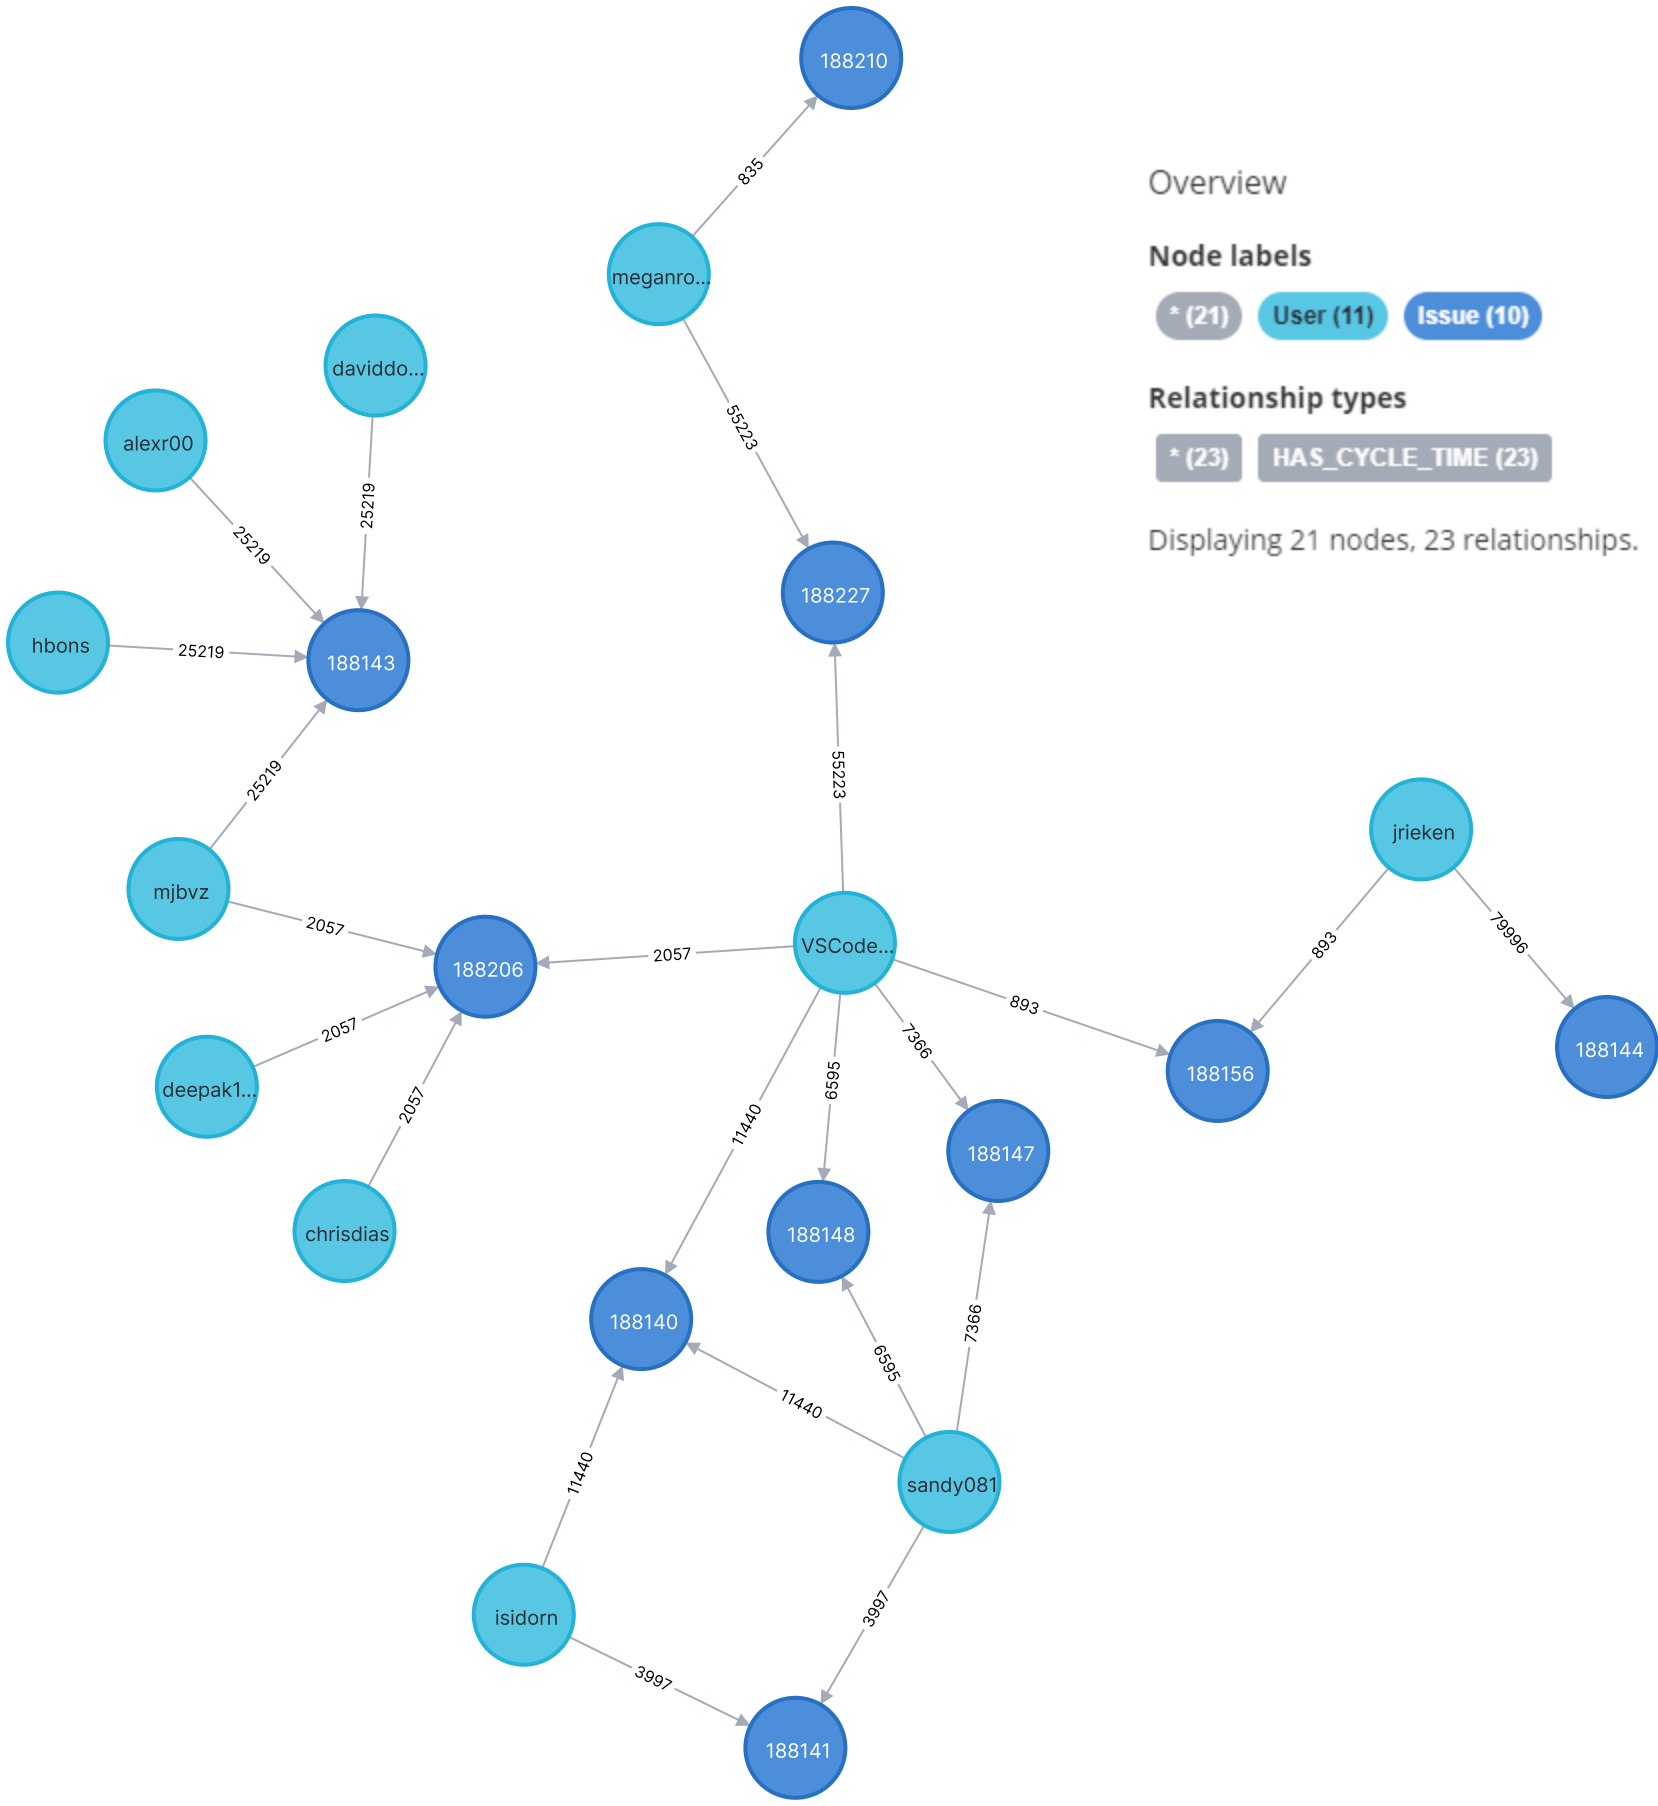 188210
835
Overview
meganro...
Node labels
* (21) User (11) Issue (10)
daviddo...
Relationship types
alexr00
55223
* (23) HAS_CYCLE_TIME (23)
25219
25219
Displaying 21 nodes, 23 relationships.
188227
hbons
25219
188143
25219
55223
jrieken
mjbvz
2057
VSCode...
79996
893
2057
188206
893
2057
7366
188144
188156
deepak1...
6595
2057
11440
188147
chrisdias
188148
188140
7366
6595
11440
11440
sandy081
3997
isidorn
3997
188141